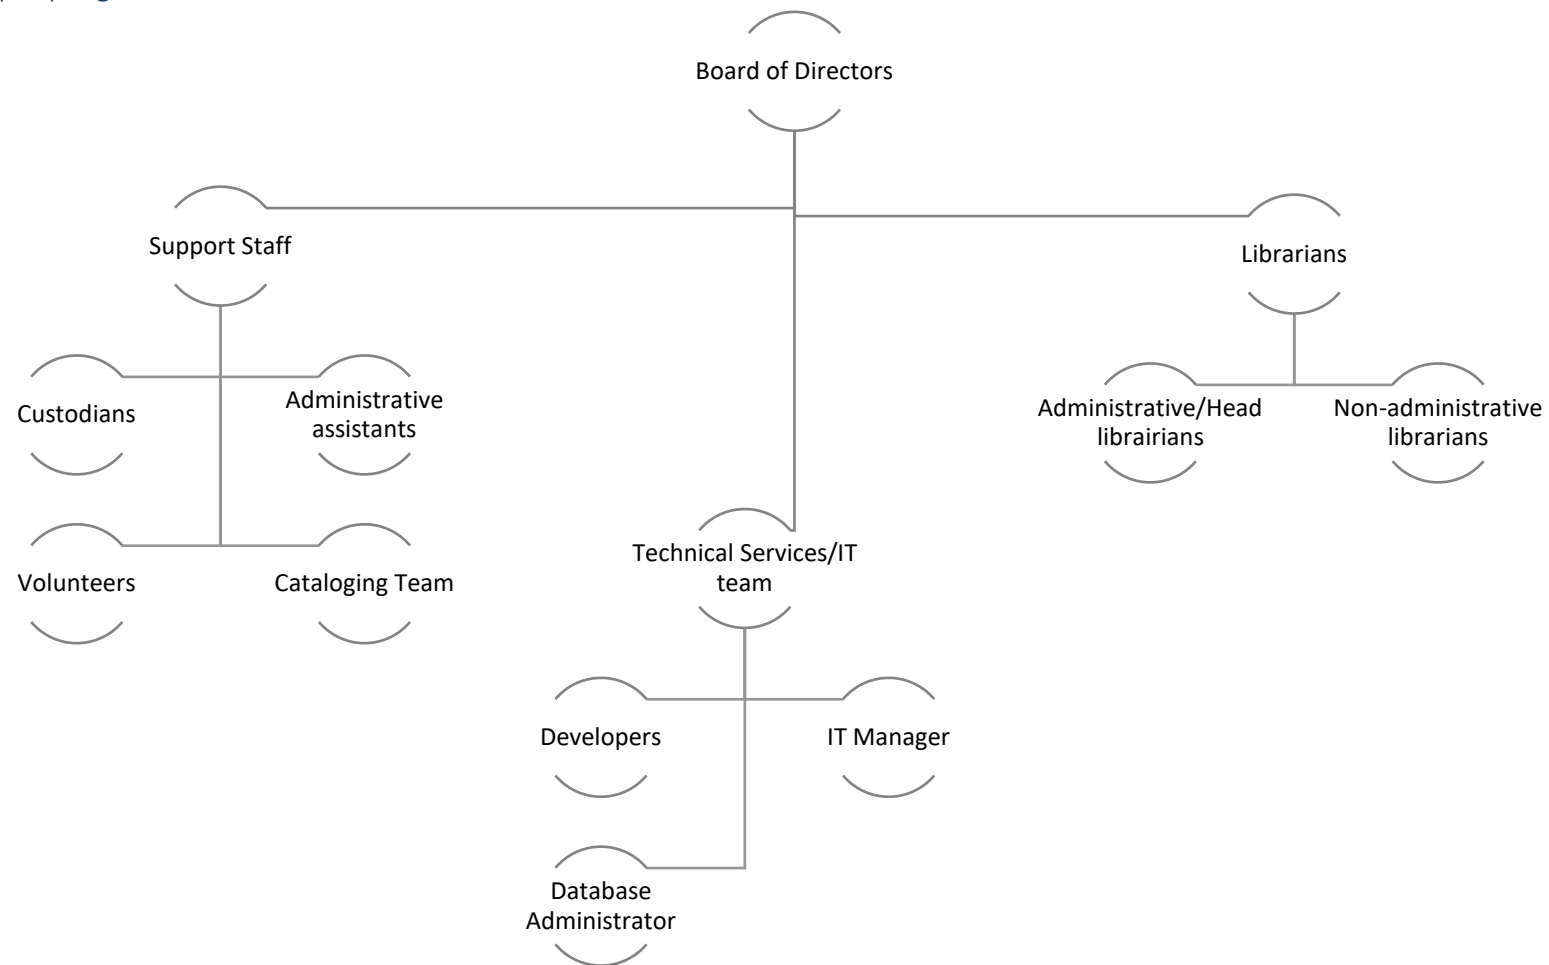 Board of Directors
Support Staff
Librarians
Custodians
Administrative
assistants
Administrative/Head
librairians
Non-administrative
librarians
Volunteers
Cataloging Team
Technical Services/IT
team
Developers
IT Manager
Database
Administrator